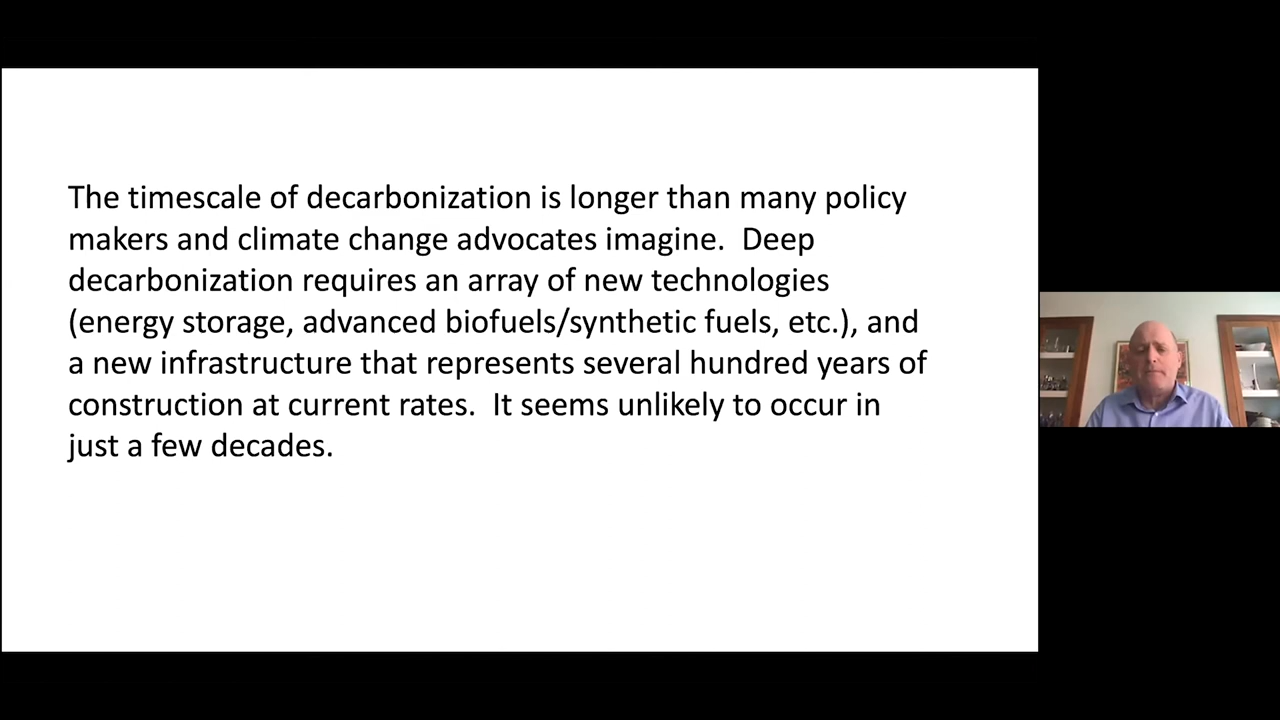 The timescale of decarbonization is longer than many policy
makers and climate change advocates imagine.  Deep
decarbonization requires an array of new technologies
(energy storage, advanced biofuels/synthetic fuels, etc.), and
a new infrastructure that represents several hundred years of
construction at current rates.  It seems unlikely to occur in
just a few decades.